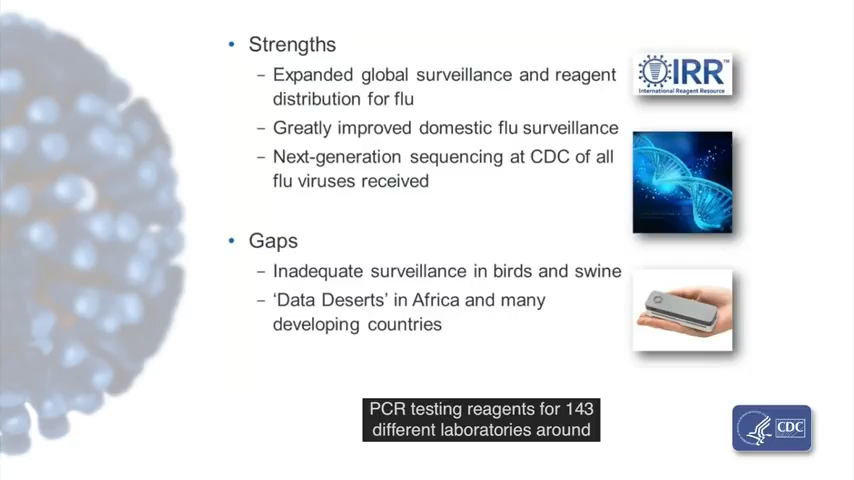 • Strengths
– Expanded global surveillance and reagent
distribution for flu
– Greatly improved domestic flu surveillance
– Next-generation sequencing at CDC of all
flu viruses received
• Gaps
– Inadequate surveillance in birds and swine
– ‘Data Deserts’ in Africa and many
developing countries
IRR™
International Reagent Resource
PCR testing reagents for 143
different laboratories around
CDC